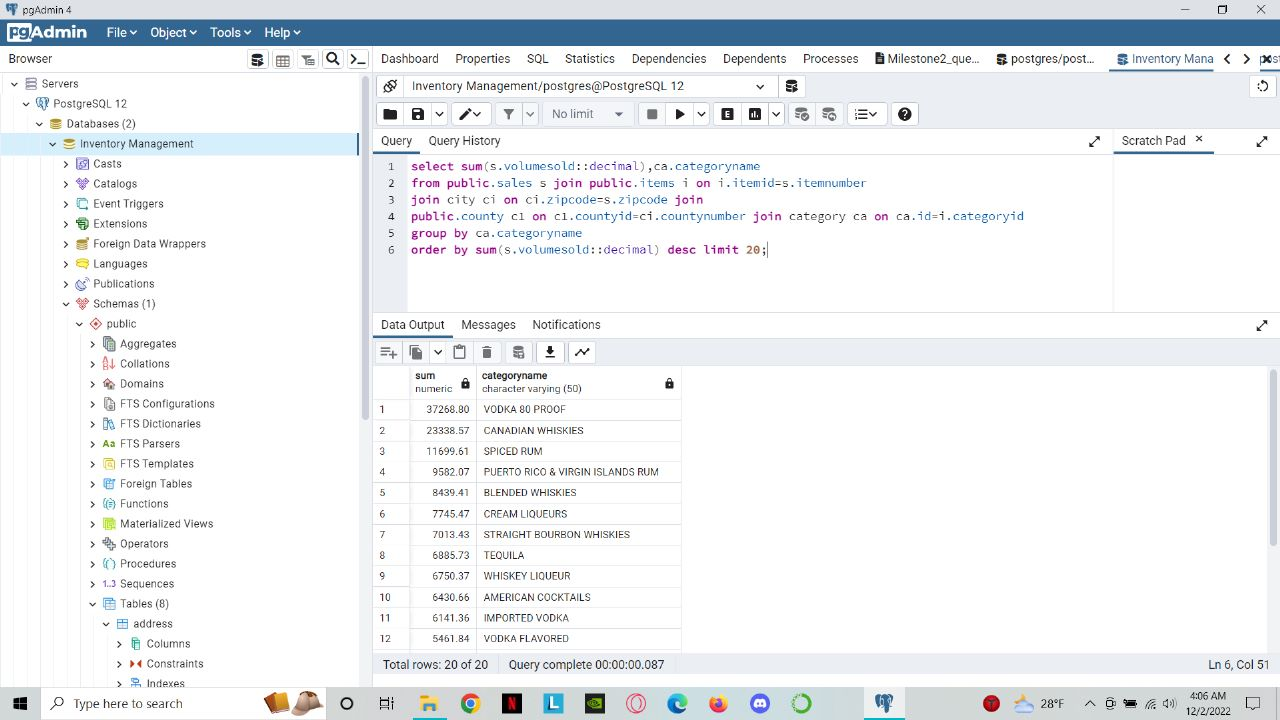 pgAdmin 4
pgAdmin File Object Tools Help
Browser
Dashboard Properties SQL Statistics Dependencies Dependents Processes Milestone2_que... postgres/post... Inventory Mana
Servers
PostgreSQL 12
Databases (2)
Inventory Management
Casts
Catalogs
Event Triggers
Extensions
Foreign Data Wrappers
Languages
Publications
Schemas (1)
public
Aggregates
Collations
Domains
FTS Configurations
FTS Dictionaries
Aa FTS Parsers
FTS Templates
Foreign Tables
Functions
Materialized Views
Operators
Procedures
1..3 Sequences
Tables (8)
address
Columns
Constraints
Indexes
Inventory Management/postgres@PostgreSQL 12
No limit
E
Query Query History
Scratch Pad
1 select sum(s.volumesold::decimal),ca.categoryname
2 from public.sales s join public.items i on i.itemid=s.itemnumber
3 join city ci on ci.zipcode=s.zipcode join
4 public.county c1 on c1.countyid=ci.countynumber join category ca on ca.id=i.categoryid
5 group by ca.categoryname
6 order by sum(s.volumesold::decimal) desc limit 20;
Data Output Messages Notifications
sum categoryname
numeric character varying (50)
1 37268.80 VODKA 80 PROOF
2 23338.57 CANADIAN WHISKIES
3 11699.61 SPICED RUM
4 9582.07 PUERTO RICO & VIRGIN ISLANDS RUM
5 8439.41 BLENDED WHISKIES
6 7745.47 CREAM LIQUEURS
7 7013.43 STRAIGHT BOURBON WHISKIES
8 6885.73 TEQUILA
9 6750.37 WHISKEY LIQUEUR
10 6430.66 AMERICAN COCKTAILS
11 6141.36 IMPORTED VODKA
12 5461.84 VODKA FLAVORED
Total rows: 20 of 20 Query complete 00:00:00.087 Ln 6, Col 51
Type here to search
N
L
28°F
4:06 AM
12/2/2022